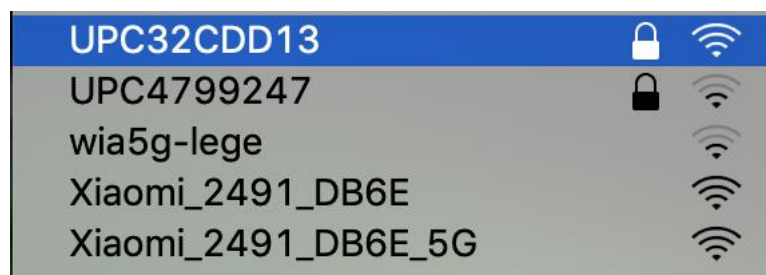 UPC32CDD13
UPC4799247
wia5g-lege
Xiaomi_2491_DB6E
Xiaomi_2491_DB6E_5G